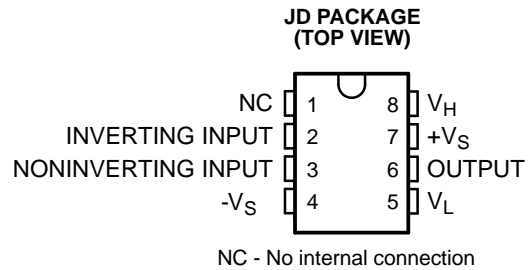 JD PACKAGE
(TOP VIEW)
NC 1 8 VH
INVERTING INPUT 2 7 +VS
NONINVERTING INPUT 3 6 OUTPUT
-VS 4 5 VL
NC - No internal connection